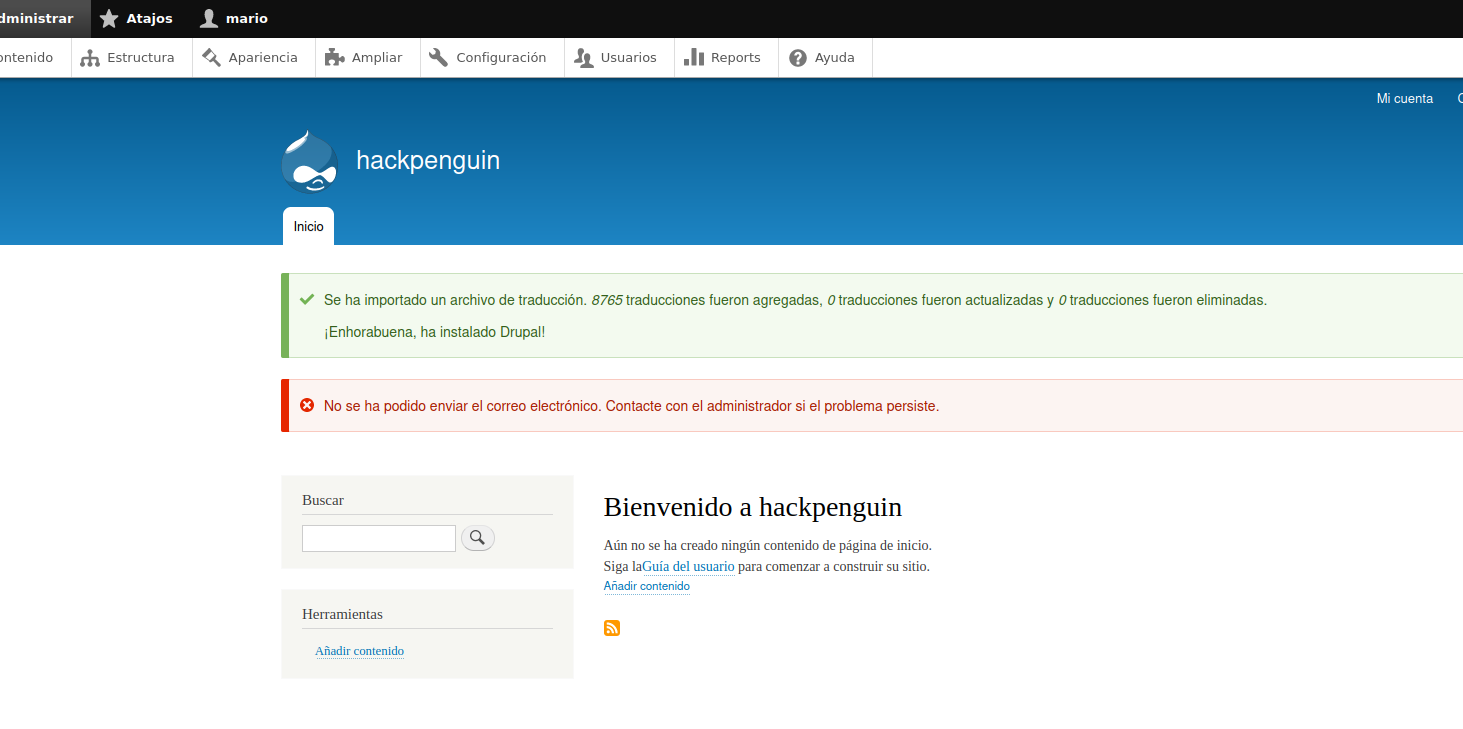 dministrar Atajos mario
ontenido Estructura Apariencia Ampliar Configuración Usuarios Reports Ayuda
Mi cuenta
hackpenguin
Inicio
Se ha importado un archivo de traducción. 8765 traducciones fueron agregadas, 0 traducciones fueron actualizadas y 0 traducciones fueron eliminadas.
¡Enhorabuena, ha instalado Drupal!
No se ha podido enviar el correo electrónico. Contacte con el administrador si el problema persiste.
Buscar
Herramientas
Añadir contenido
Bienvenido a hackpenguin
Aún no se ha creado ningún contenido de página de inicio.
Siga laGuía del usuario para comenzar a construir su sitio.
Añadir contenido